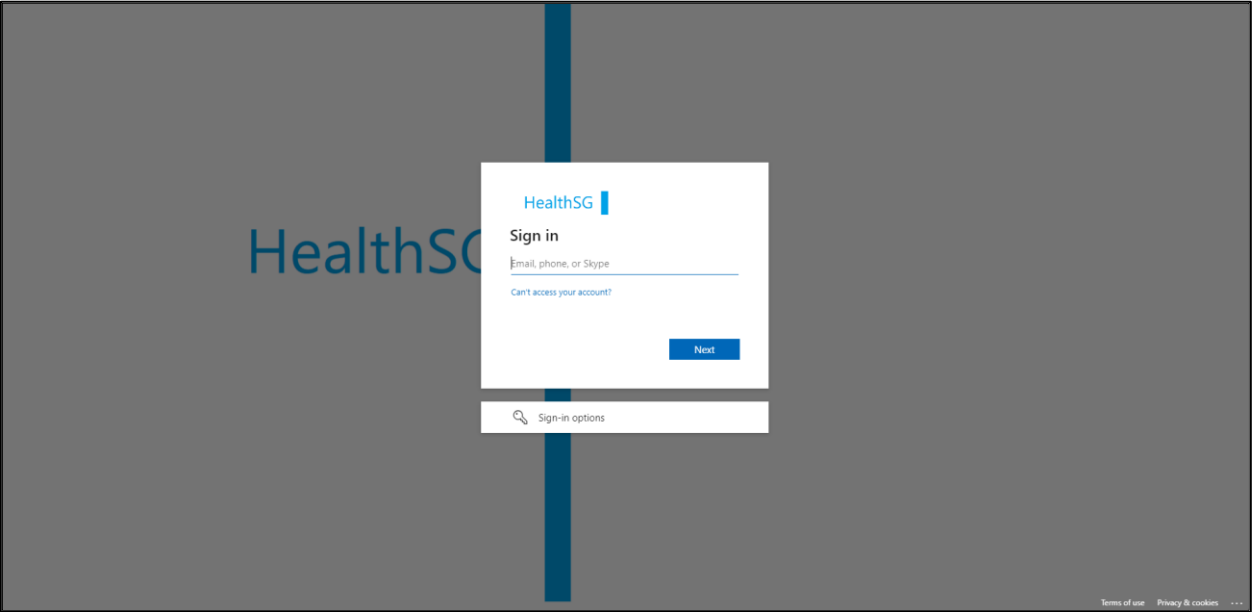 HealthSG
Sign in
Email, phone, or Skype
Can't access your account?
Next
HealthSG
Sign-in options
Terms of use Privacy & cookies ...